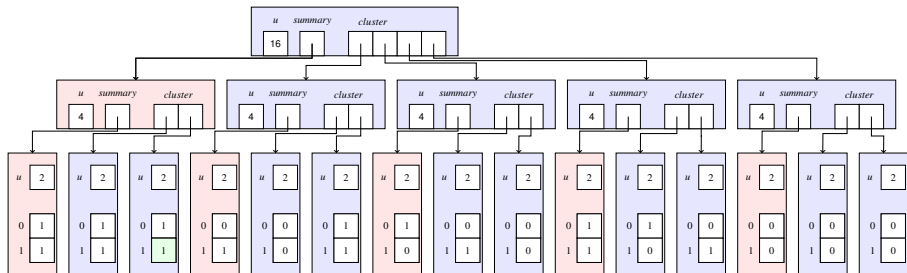 u summary cluster
16
u summary cluster u summary cluster u summary cluster u summary cluster u summary cluster
4 4 4 4 4
u 2 u 2 u 2 u 2 u 2 u 2 u 2 u 2 u 2 u 2 u 2 u 2 u 2 u 2 u 2
0 1 0 1 0 1 0 0 0 0 0 1 0 1 0 0 0 0 0 1 0 1 0 0 0 0 0 0 0 0
1 1 1 0 1 1 1 1 1 0 1 1 1 0 1 1 1 0 1 1 1 0 1 1 1 0 1 0 1 0